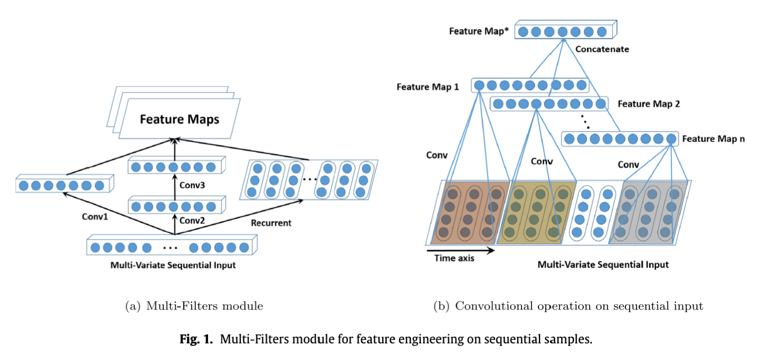 Feature Maps
Conv3
Conv1
Conv2
Recurrent
...
...
Multi-Variate Sequential Input
(a) Multi-Filters module
Feature Map*
Concatenate
Feature Map 1
Feature Map 2
Feature Map n
Conv
Conv
Conv
Time axis
Multi-Variate Sequential Input
(b) Convolutional operation on sequential input
Fig. 1. Multi-Filters module for feature engineering on sequential samples.